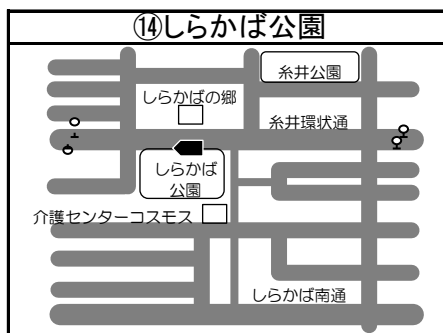 ⑭しらかば公園
糸井公園
しらかばの郷
糸井環状通
しらかば
公園
介護センターコスモス
しらかば南通